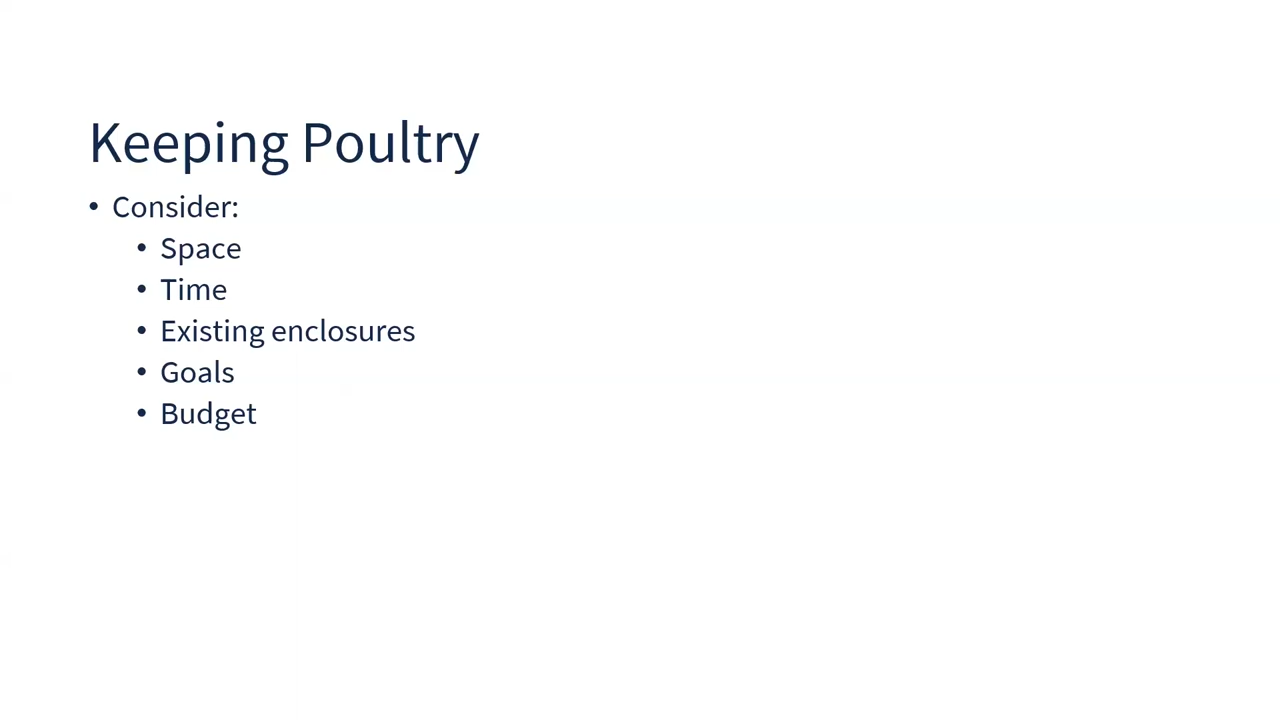 Keeping Poultry
• Consider:
• Space
• Time
• Existing enclosures
• Goals
• Budget